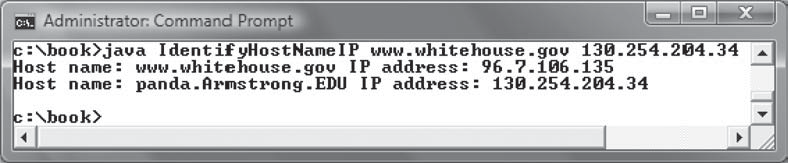 Administrator: Command Prompt
c:\book>java IdentifyHostNameIP www.whitehouse.gov 130.254.204.34
Host name: www.whitehouse.gov IP address: 96.7.106.135
Host name: panda.Armstrong.EDU IP address: 130.254.204.34
c:\book>